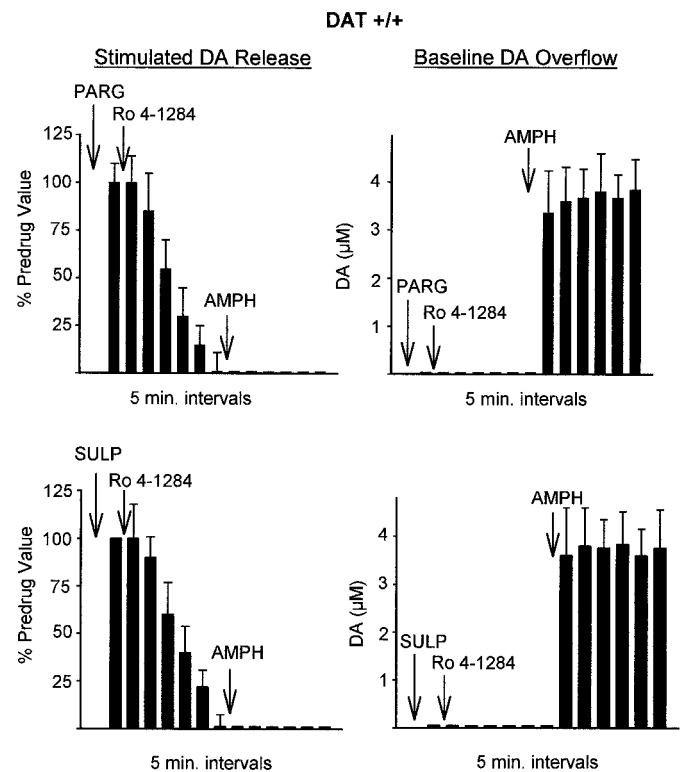 DAT +/+
Stimulated DA Release
Baseline DA Overflow
PARG
Ro 4-1284
125
100
75
50
25
% Predrug Value
AMPH
5 min. intervals
AMPH
4
3
2
1
DA (µM)
PARG
Ro 4-1284
5 min. intervals
SULP
Ro 4-1284
125
100
75
50
25
% Predrug Value
AMPH
5 min. intervals
AMPH
4
3
2
1
DA (µM)
SULP
Ro 4-1284
5 min. intervals